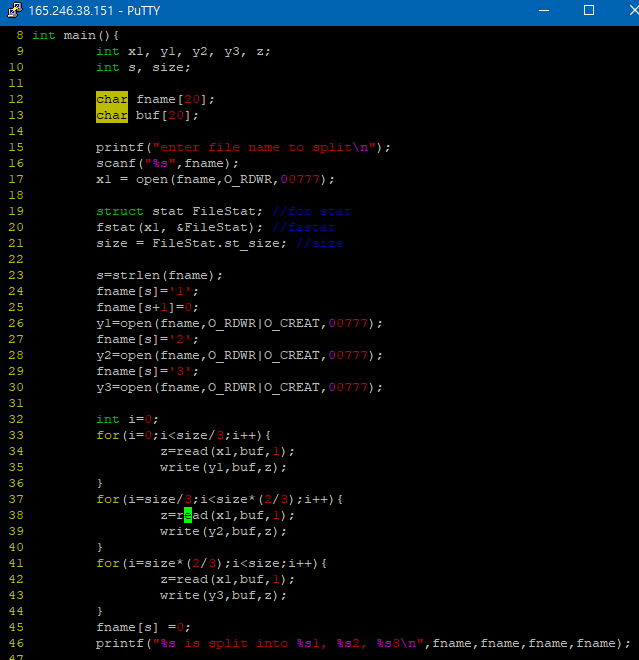 165.246.38.151 - PuTTY
8 int main(){
9         int x1, y1, y2, y3, z;
10         int s, size;
11
12         char fname[20];
13         char buf[20];
14
15         printf("enter file name to split\n");
16         scanf("%s",fname);
17         x1 = open(fname,O_RDWR,00777);
18
19         struct stat FileStat; //for stat
20         fstat(x1, &FileStat); //fsetat
21         size = FileStat.st_size; //size
22
23         s=strlen(fname);
24         fname[s]='1';
25         fname[s+1]=0;
26         y1=open(fname,O_RDWR|O_CREAT,00777);
27         fname[s]='2';
28         y2=open(fname,O_RDWR|O_CREAT,00777);
29         fname[s]='3';
30         y3=open(fname,O_RDWR|O_CREAT,00777);
31
32         int i=0;
33         for(i=0;i<size/3;i++){
34                 z=read(x1,buf,1);
35                 write(y1,buf,z);
36         }
37         for(i=size/3;i<size*(2/3);i++){
38                 z=read(x1,buf,1);
39                 write(y2,buf,z);
40         }
41         for(i=size*(2/3);i<size;i++){
42                 z=read(x1,buf,1);
43                 write(y3,buf,z);
44         }
45         fname[s] =0;
46         printf("%s is split into %s1, %s2, %s3\n",fname,fname,fname,fname);
47